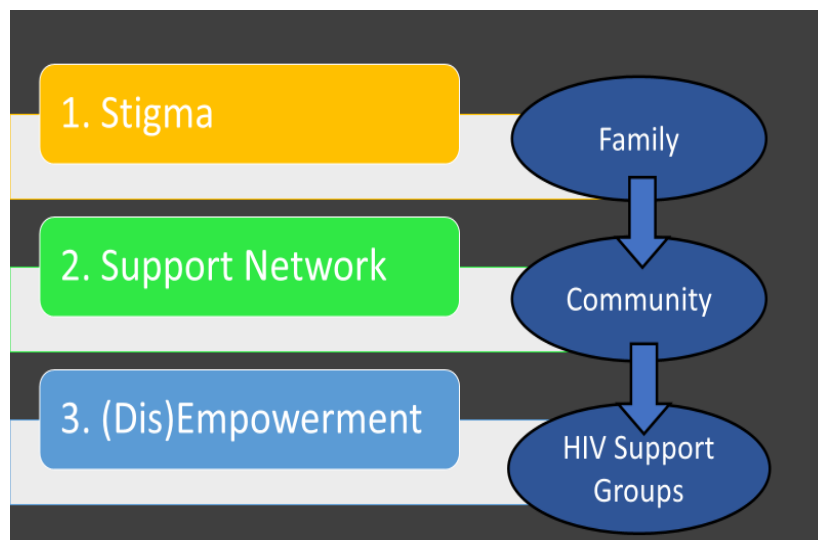 1. Stigma
Family
2. Support Network
Community
3. (Dis)Empowerment
HIV Support
Groups